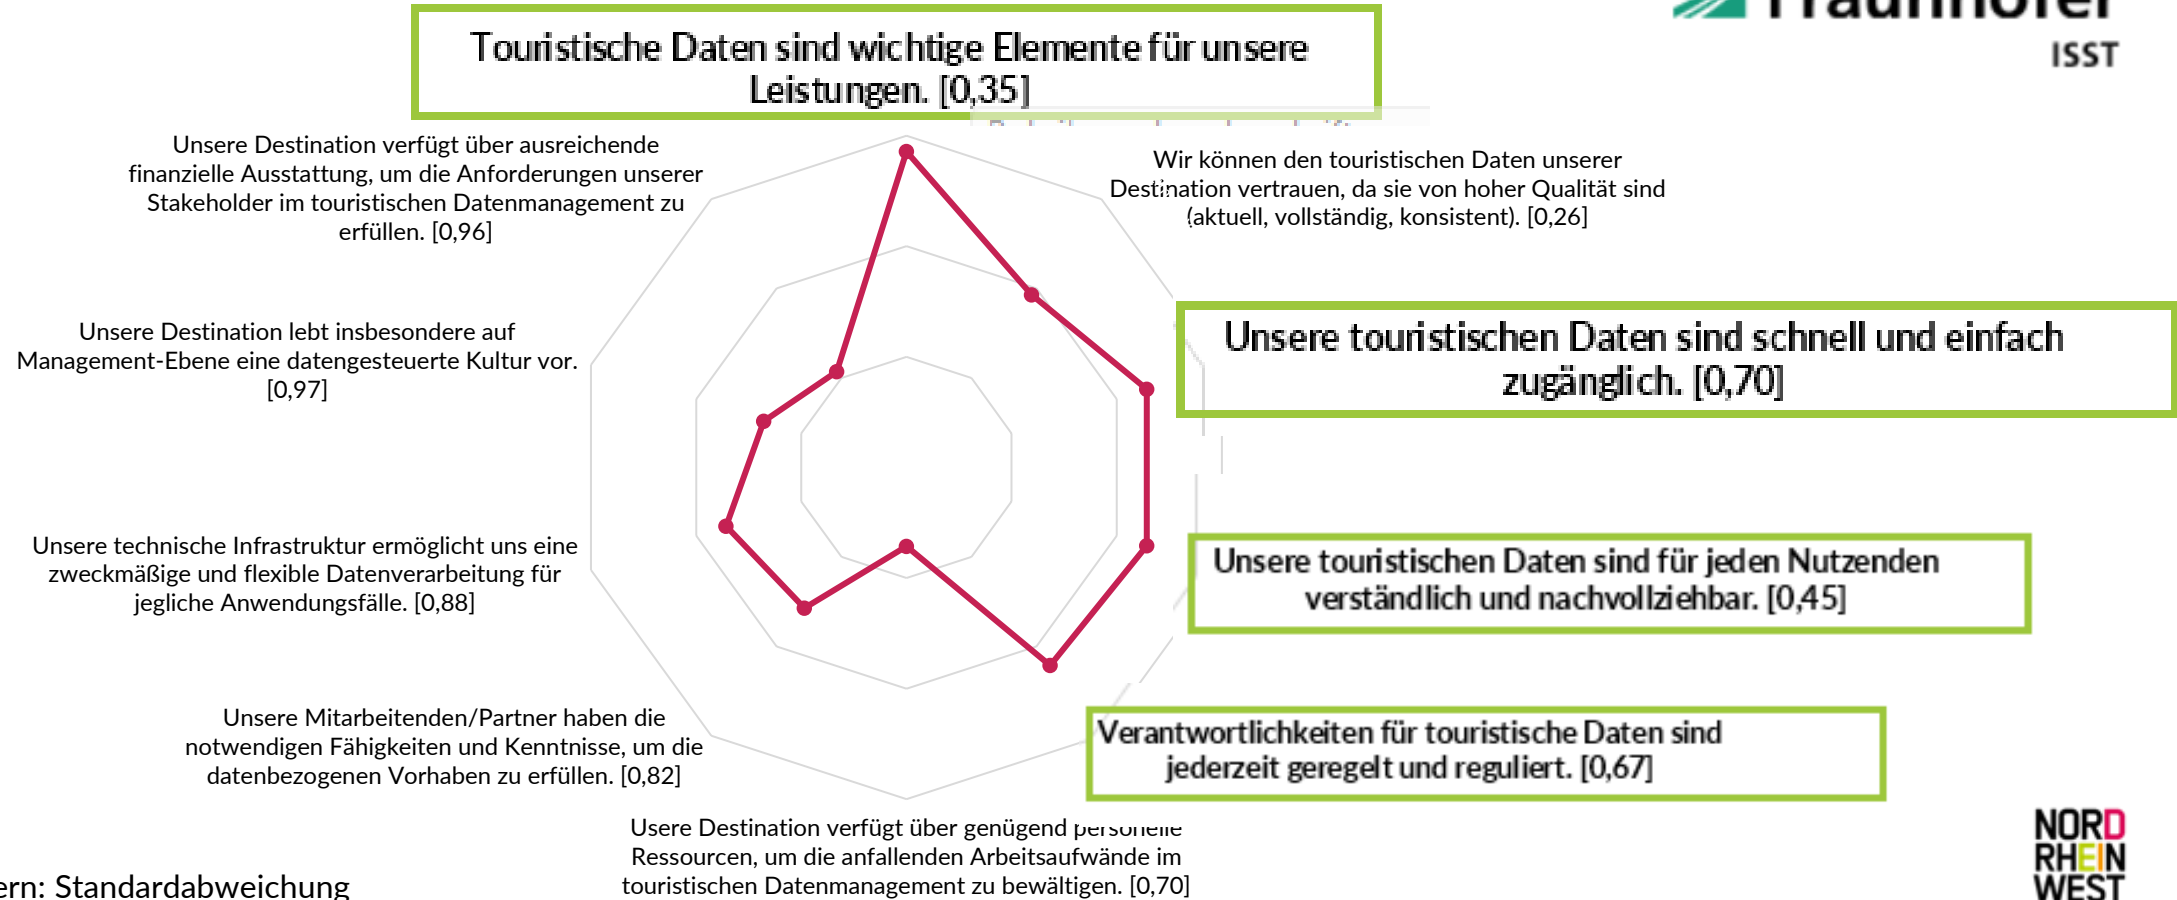 Fraunhofer
ISST
Touristische Daten sind wichtige Elemente für unsere
Leistungen. [0,35]
Unsere Destination verfügt über ausreichende
finanzielle Ausstattung, um die Anforderungen unserer
Stakeholder im touristischen Datenmanagement zu
erfüllen. [0,96]
Wir können den touristischen Daten unserer
Destination vertrauen, da sie von hoher Qualität sind
(aktuell, vollständig, konsistent). [0,26]
Unsere Destination lebt insbesondere auf
Management-Ebene eine datengesteuerte Kultur vor.
[0,97]
Unsere touristischen Daten sind schnell und einfach
zugänglich. [0,70]
Unsere technische Infrastruktur ermöglicht uns eine
zweckmäßige und flexible Datenverarbeitung für
jegliche Anwendungsfälle. [0,88]
Unsere touristischen Daten sind für jeden Nutzenden
verständlich und nachvollziehbar. [0,45]
Unsere Mitarbeitenden/Partner haben die
notwendigen Fähigkeiten und Kenntnisse, um die
datenbezogenen Vorhaben zu erfüllen. [0,82]
Verantwortlichkeiten für touristische Daten sind
jederzeit geregelt und reguliert. [0,67]
Usere Destination verfügt über genügend personelle
Ressourcen, um die anfallenden Arbeitsaufwände im
touristischen Datenmanagement zu bewältigen. [0,70]
ern: Standardabweichung
NORD
RHEIN
WEST